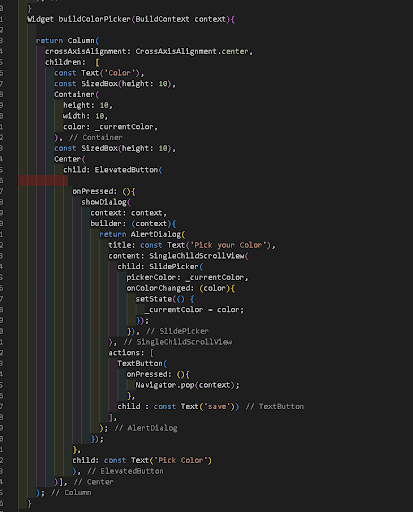 }
Widget buildColorPicker(BuildContext context){
return Column(
crossAxisAlignment: CrossAxisAlignment.center,
children:  [
const Text('Color'),
const SizedBox(height: 10),
Container(
height: 10,
width: 10,
color: _currentColor,
), // Container
const SizedBox(height: 10),
Center(
child: ElevatedButton(
onPressed: (){
showDialog(
context: context,
builder: (context){
return AlertDialog(
title: const Text('Pick your Color'),
content: SingleChildScrollView(
child: SlidePicker(
pickerColor: _currentColor,
onColorChanged: (color){
setState(() {
_currentColor = color;
});
}), // SlidePicker
), // SingleChildScrollView
actions: [
TextButton(
onPressed: (){
Navigator.pop(context);
},
child : const Text('save')) // TextButton
],
); // AlertDialog
});
},
child: const Text('Pick Color')
), // ElevatedButton
)], // Center
); // Column
}